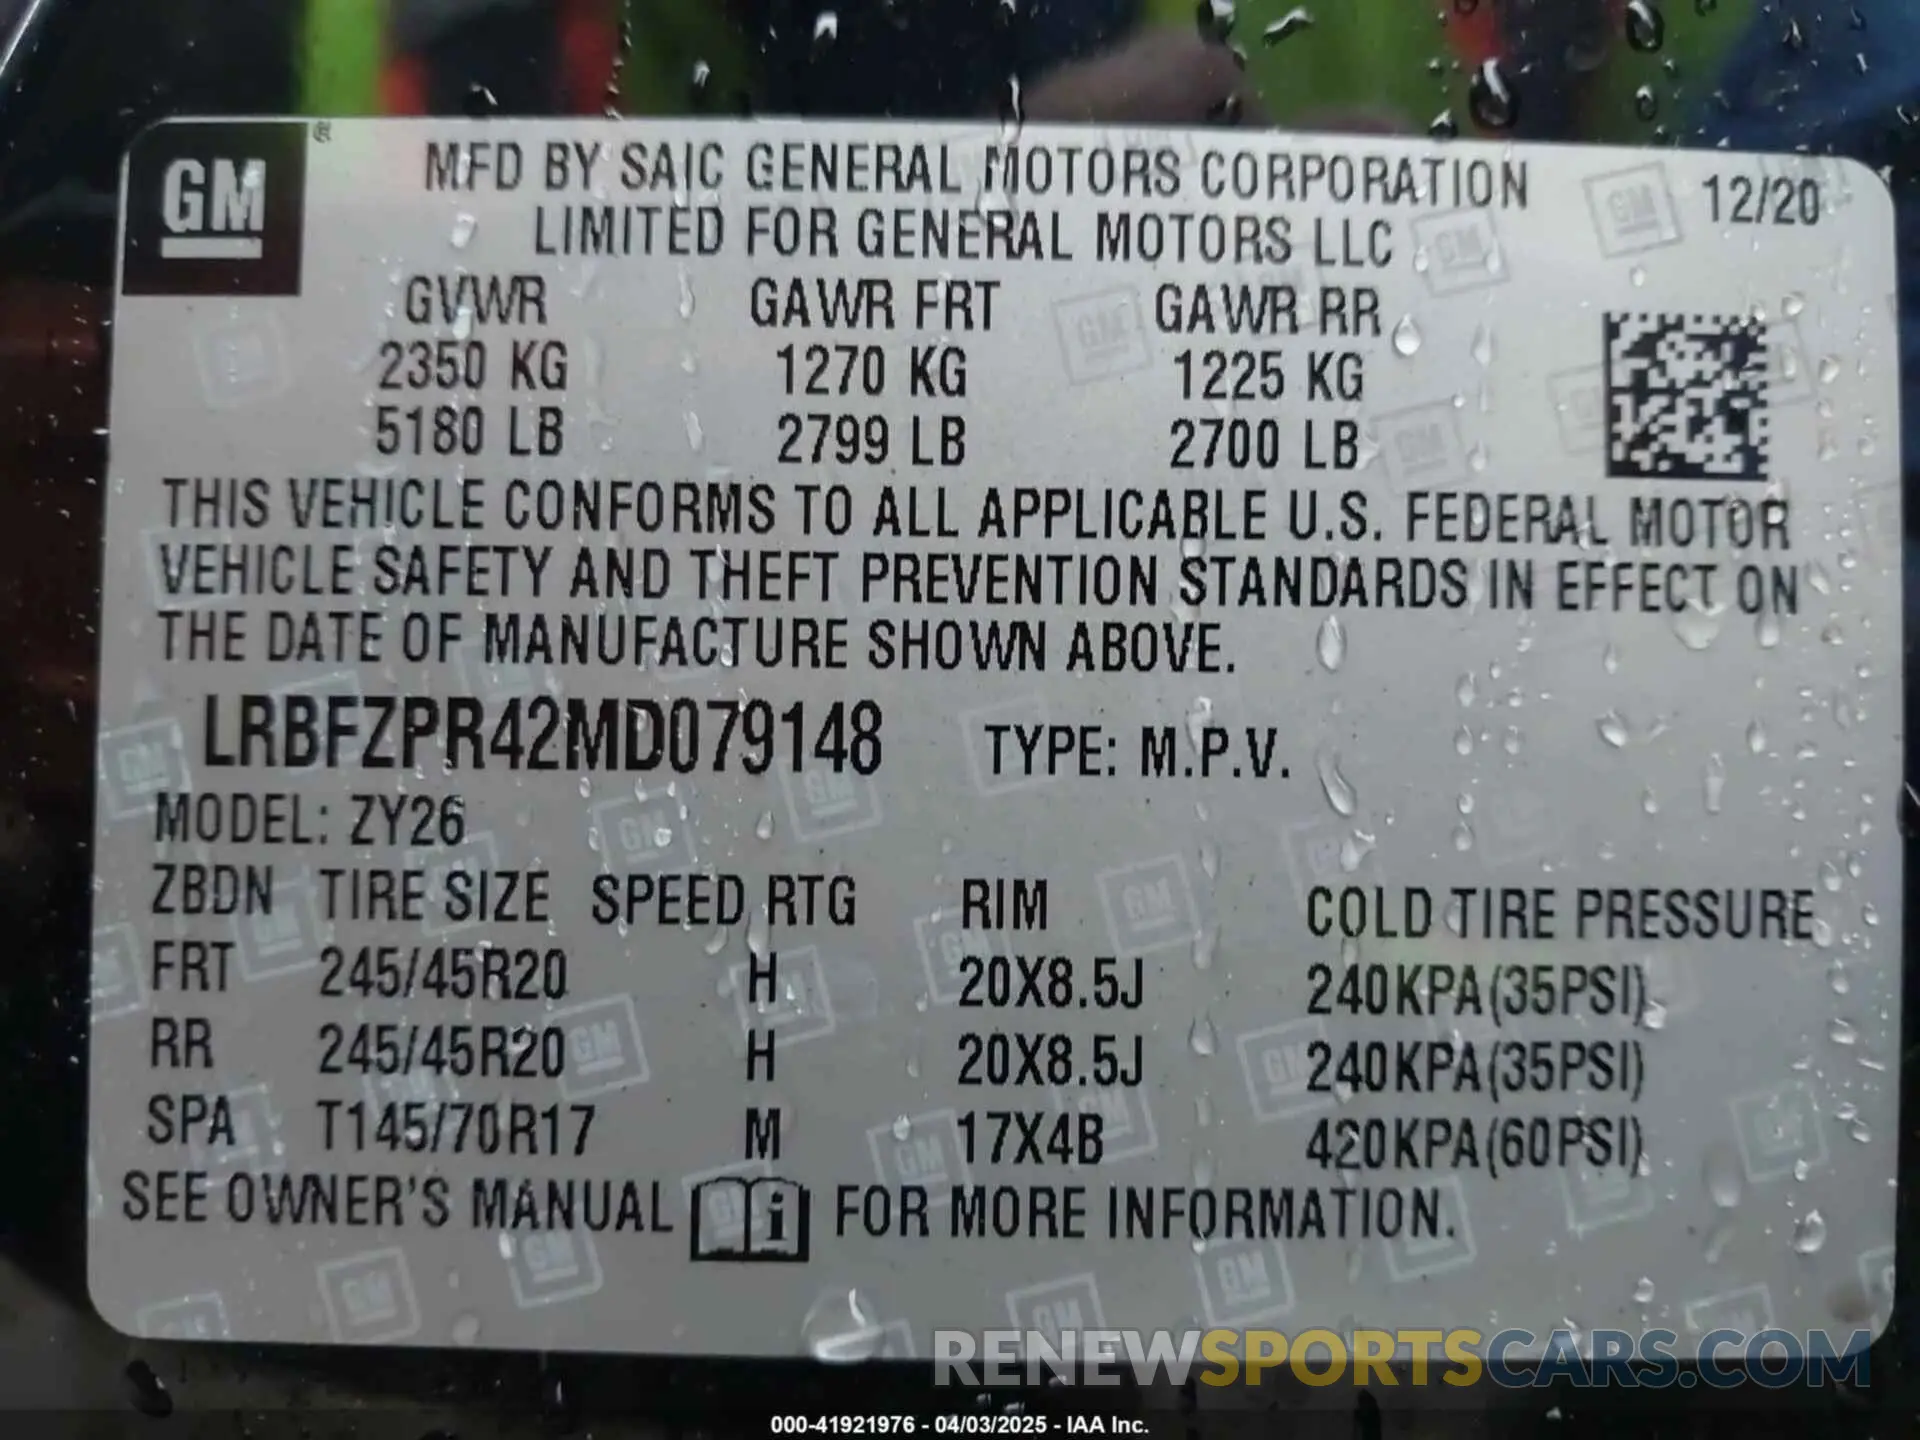 GM ®
MFD BY SAIC GENERAL MOTORS CORPORATION
12/20
LIMITED FOR GENERAL MOTORS LLC
GVWR GAWR FRT GAWR RR
2350 KG 1270 KG 1225 KG
5180 LB 2799 LB 2700 LB
THIS VEHICLE CONFORMS TO ALL APPLICABLE U.S. FEDERAL MOTOR
VEHICLE SAFETY AND THEFT PREVENTION STANDARDS IN EFFECT ON
THE DATE OF MANUFACTURE SHOWN ABOVE.
LRBFZPR42MD079148 TYPE: M.P.V.
MODEL: ZY26
ZBDN TIRE SIZE SPEED RTG RIM COLD TIRE PRESSURE
FRT 245/45R20 H 20X8.5J 240KPA(35PSI)
RR 245/45R20 H 20X8.5J 240KPA(35PSI)
SPA T145/70R17 M 17X4B 420KPA(60PSI)
SEE OWNER'S MANUAL i FOR MORE INFORMATION.
RENEWSPORTSCARS.COM
000-41921976 - 04/03/2025 - IAA Inc.